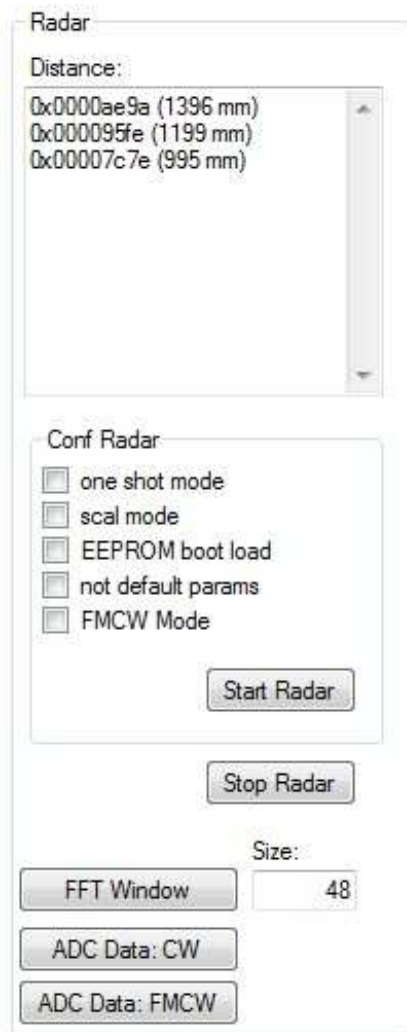 Radar
Distance:
0x0000ae9a (1396 mm)
0x000095fe (1199 mm)
0x00007c7e (995 mm)
Conf Radar
one shot mode
scal mode
EEPROM boot load
not default params
FMCW Mode
Start Radar
Stop Radar
Size:
FFT Window 48
ADC Data: CW
ADC Data: FMCW